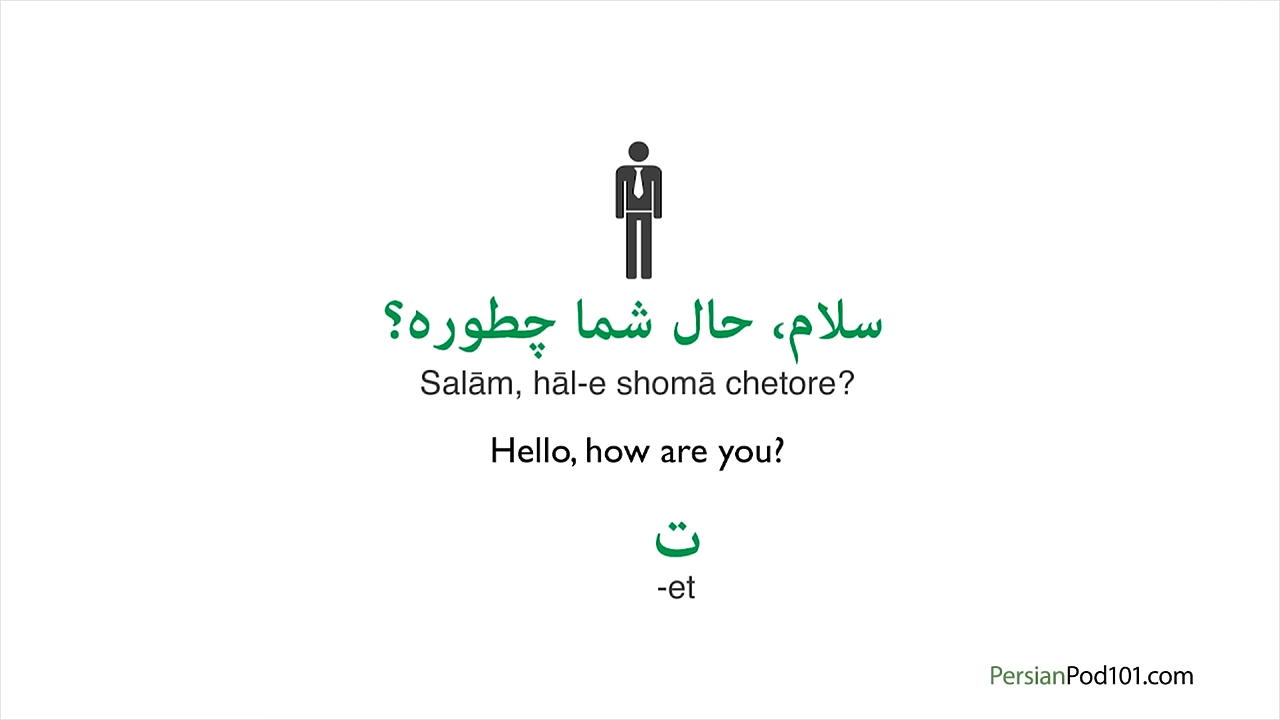 سلام، حال شما چطوره؟
Salām, hāl-e shomā chetore?
Hello, how are you?
ت
-et
PersianPod101.com